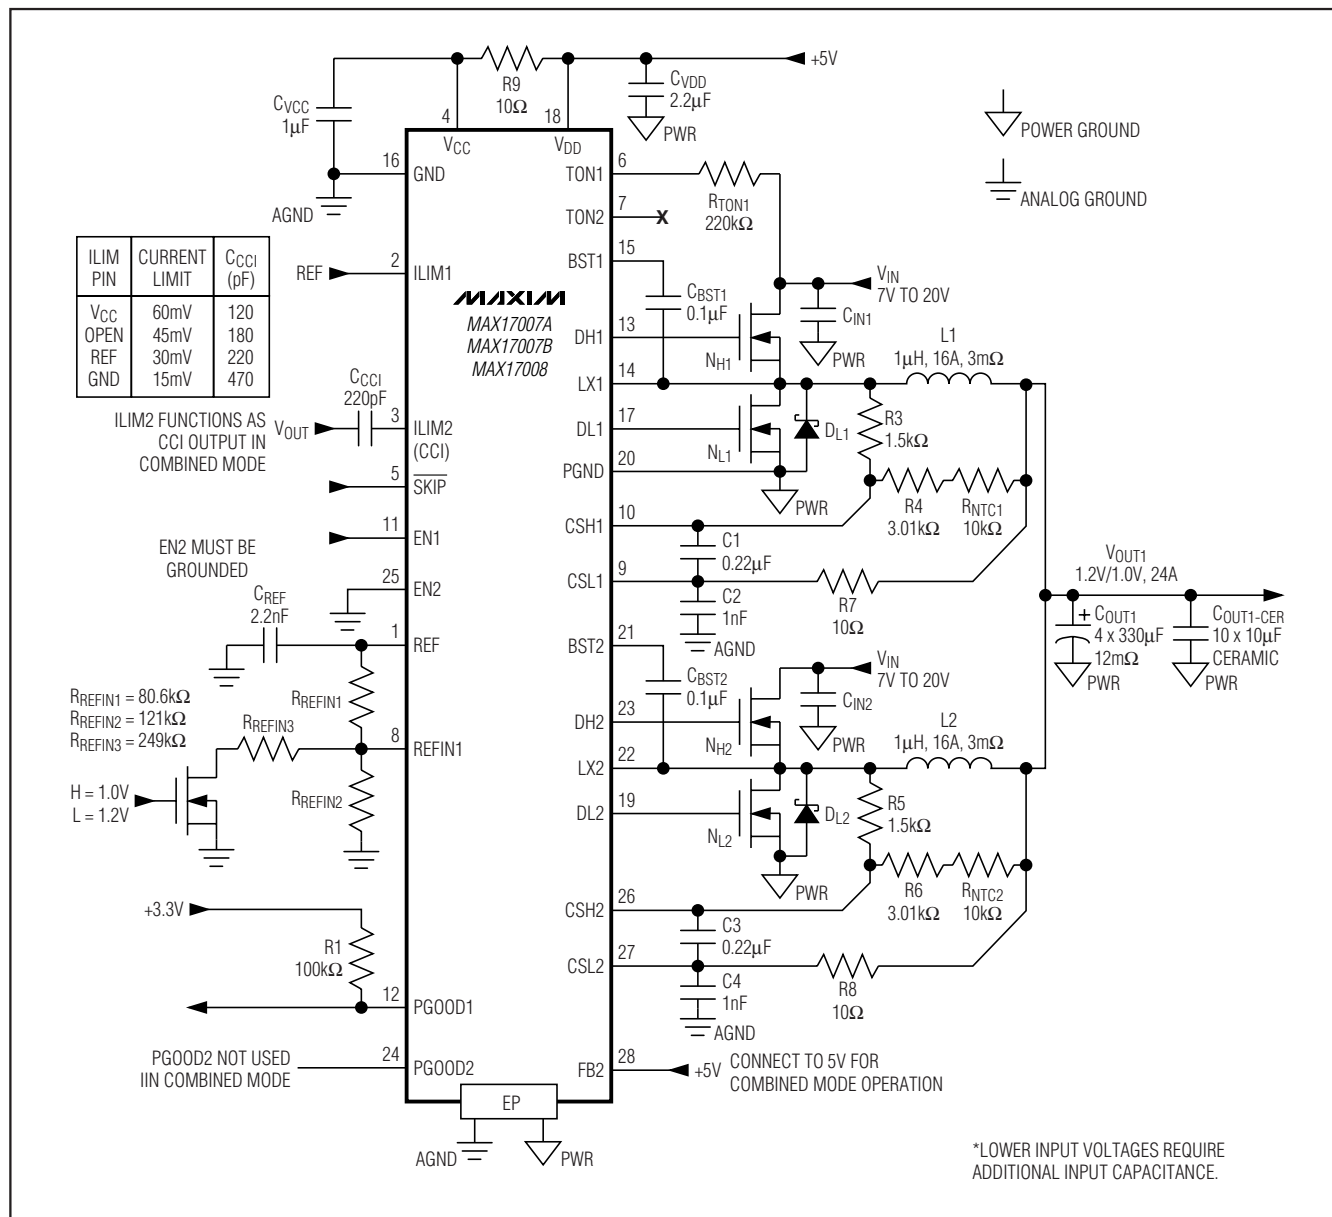 +5V
R9
10Ω
CVDD
2.2µF
PWR
CVCC
1µF
4
18
VCC
VDD
POWER GROUND
ANALOG GROUND
16
GND
AGND
TON1
6
RTON1
220kΩ
TON2
7
X
BST1
15
ILIM
PIN
CURRENT
LIMIT
CCCI
(pF)
VCC 60mV 120
OPEN 45mV 180
REF 30mV 220
GND 15mV 470
REF
2
ILIM1
MAXIM
MAX17007A
MAX17007B
MAX17008
CBST1
0.1µF
VIN
7V TO 20V
CIN1
PWR
DH1
13
NH1
L1
1µH, 16A, 3mΩ
LX1
14
CCCI
220pF
ILIM2 FUNCTIONS AS
CCI OUTPUT IN
COMBINED MODE
VOUT
3
ILIM2
(CCI)
DL1
17
NL1
DL1
R3
1.5kΩ
PGND
20
PWR
5
SKIP
R4
3.01kΩ
RNTC1
10kΩ
CSH1
10
11
EN1
C1
0.22µF
EN2 MUST BE
GROUNDED
25
EN2
CSL1
9
R7
10Ω
C2
1nF
AGND
VOUT1
1.2V/1.0V, 24A
+
COUT1
4 x 330µF
12mΩ
PWR
COUT1-CER
10 x 10µF
CERAMIC
PWR
CREF
2.2nF
1
REF
BST2
21
RREFIN1 = 80.6kΩ
RREFIN2 = 121kΩ
RREFIN3 = 249kΩ
RREFIN1
RREFIN3
8
REFIN1
RREFIN2
H = 1.0V
L = 1.2V
CBST2
0.1µF
VIN
7V TO 20V
CIN2
PWR
DH2
23
NH2
L2
1µH, 16A, 3mΩ
LX2
22
DL2
19
NL2
DL2
R5
1.5kΩ
PWR
R6
3.01kΩ
RNTC2
10kΩ
CSH2
26
C3
0.22µF
CSL2
27
R8
10Ω
C4
1nF
AGND
+3.3V
R1
100kΩ
12
PGOOD1
PGOOD2 NOT USED
IIN COMBINED MODE
24
PGOOD2
FB2
28
+5V
CONNECT TO 5V FOR
COMBINED MODE OPERATION
EP
AGND
PWR
*LOWER INPUT VOLTAGES REQUIRE
ADDITIONAL INPUT CAPACITANCE.